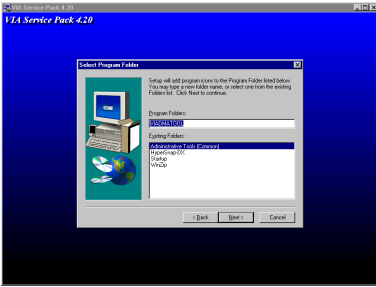 VIA Service Pack 4.20
VIA Service Pack 4.20
Select Program Folder
Setup will add program icons to the Program Folder listed below.
You may type a new folder name, or select one from the existing
Folders list. Click Next to continue.
Program Folders:
VIADMATOOL
Existing Folders:
Administrative Tools (Common)
HyperSnap-DX
Startup
WinZip
< Back
Next >
Cancel